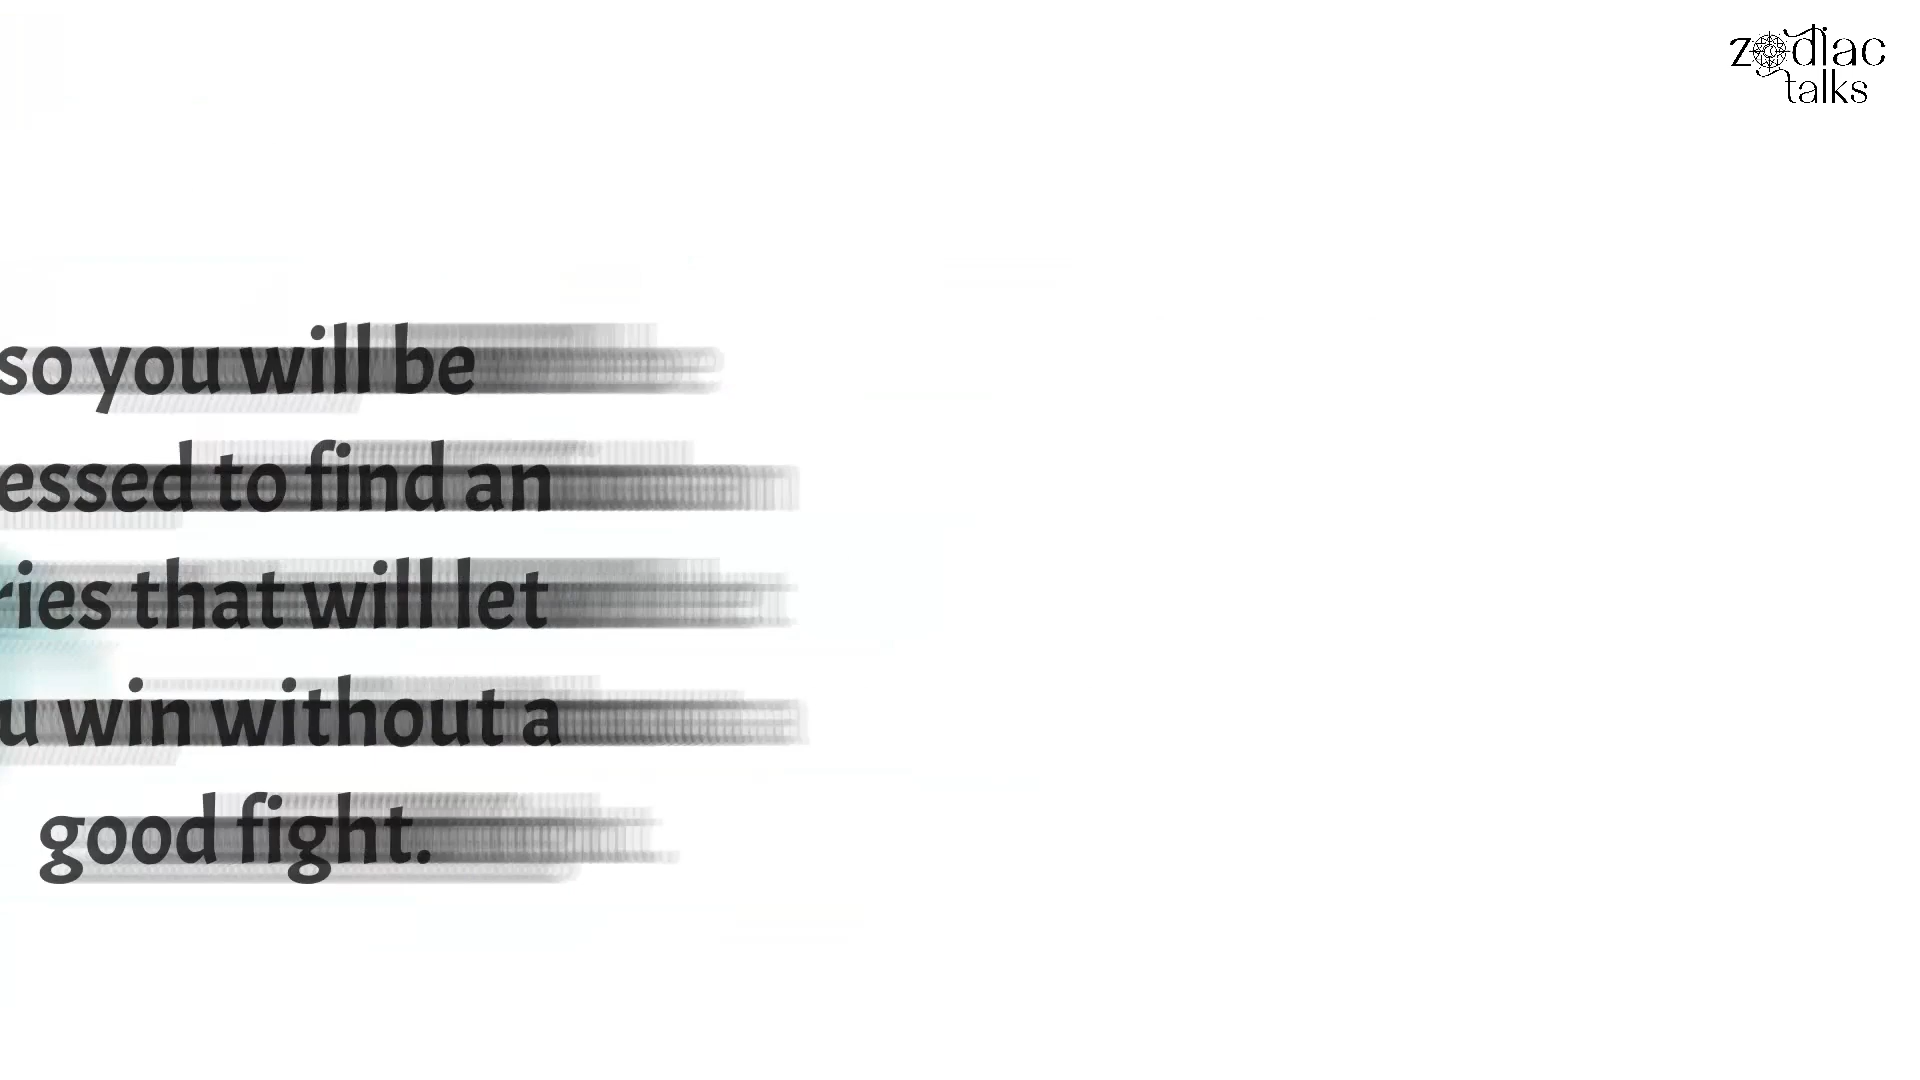 zodiac
talks
so you will be
essed to find an
ries that will let
u win without a
good fight.